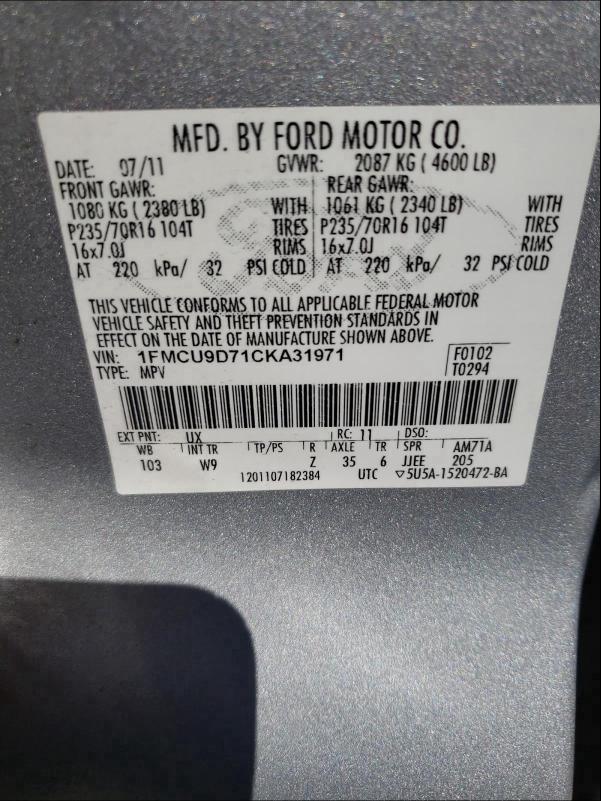 MFD. BY FORD MOTOR CO.
DATE: 07/11 GVWR: 2087 KG ( 4600 LB)
FRONT GAWR: REAR GAWR:
1080 KG ( 2380 LB) WITH 1061 KG ( 2340 LB) WITH
P235/70R16 104T TIRES P235/70R16 104T TIRES
16x7.0J RIMS 16x7.0J RIMS
AT 220 kPa/ 32 PSI COLD AT 220 kPa/ 32 PSI COLD
THIS VEHICLE CONFORMS TO ALL APPLICABLE FEDERAL MOTOR
VEHICLE SAFETY AND THEFT PREVENTION STANDARDS IN
EFFECT ON THE DATE OF MANUFACTURE SHOWN ABOVE.
VIN: 1FMCU9D71CKA31971 F0102
TYPE: MPV T0294
EXT PNT: UX RC: 11 DSO:
WB INT TR TP/PS R AXLE TR SPR AM71A
103 W9 Z 35 6 JJEE 205
1201107182384 UTC ▽5U5A-1520472-BA